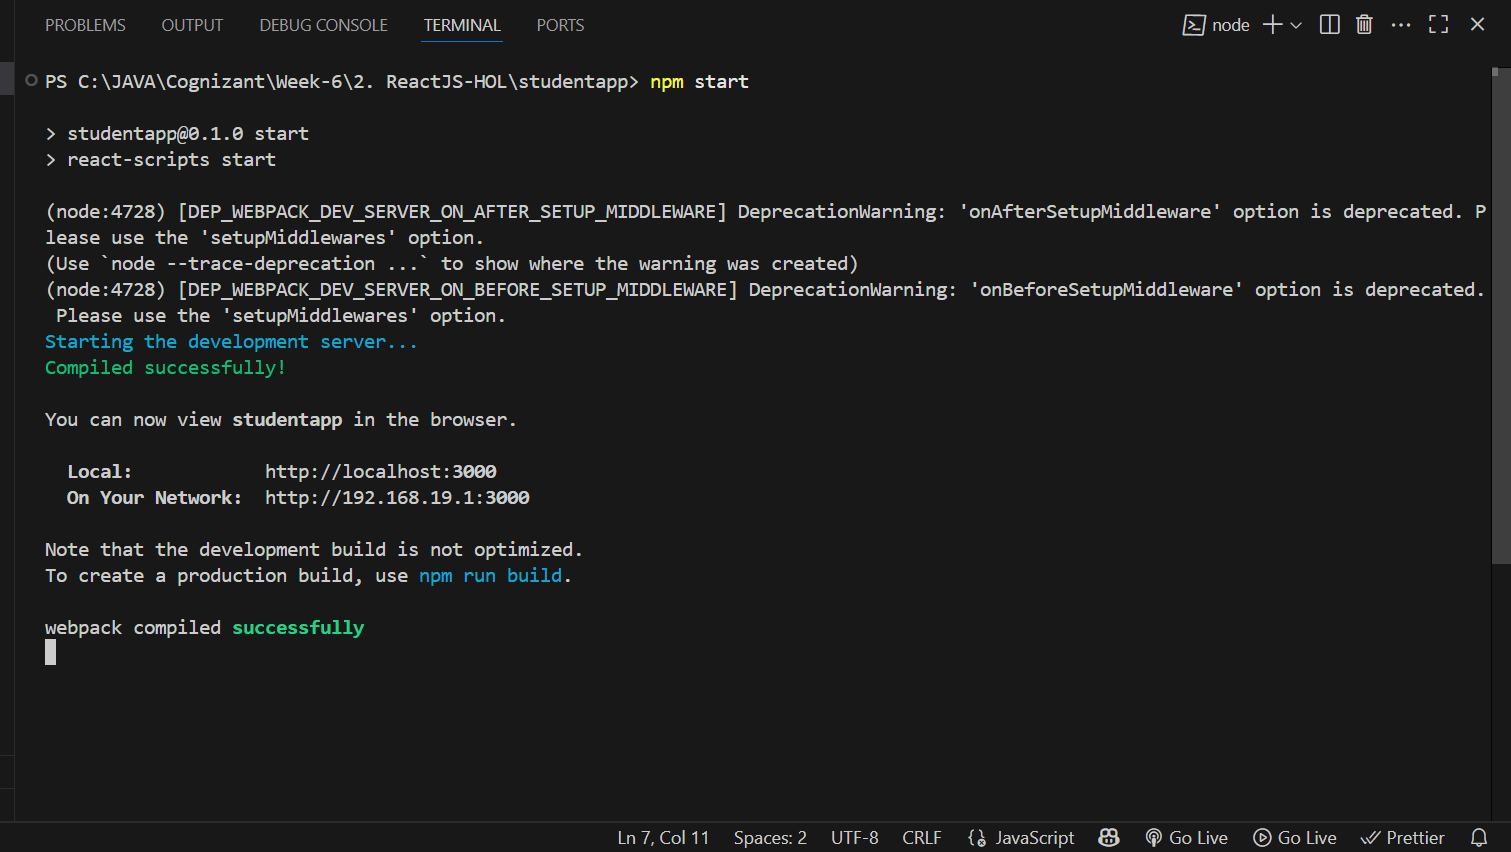 PROBLEMS OUTPUT DEBUG CONSOLE TERMINAL PORTS node
PS C:\JAVA\Cognizant\Week-6\2. ReactJS-HOL\studentapp> npm start
> studentapp@0.1.0 start
> react-scripts start
(node:4728) [DEP_WEBPACK_DEV_SERVER_ON_AFTER_SETUP_MIDDLEWARE] DeprecationWarning: 'onAfterSetupMiddleware' option is deprecated. P
lease use the 'setupMiddlewares' option.
(Use `node --trace-deprecation ...` to show where the warning was created)
(node:4728) [DEP_WEBPACK_DEV_SERVER_ON_BEFORE_SETUP_MIDDLEWARE] DeprecationWarning: 'onBeforeSetupMiddleware' option is deprecated.
Please use the 'setupMiddlewares' option.
Starting the development server...
Compiled successfully!
You can now view studentapp in the browser.
Local: http://localhost:3000
On Your Network: http://192.168.19.1:3000
Note that the development build is not optimized.
To create a production build, use npm run build.
webpack compiled successfully
Ln 7, Col 11 Spaces: 2 UTF-8 CRLF JavaScript Go Live Go Live Prettier